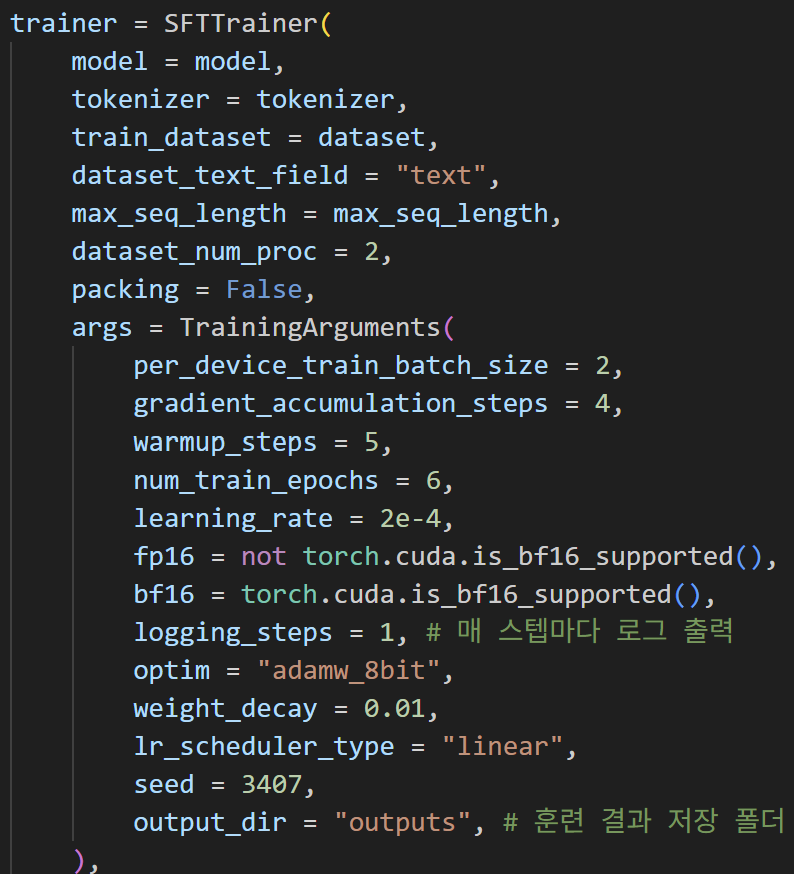 trainer = SFTTrainer(
    model = model,
    tokenizer = tokenizer,
    train_dataset = dataset,
    dataset_text_field = "text",
    max_seq_length = max_seq_length,
    dataset_num_proc = 2,
    packing = False,
    args = TrainingArguments(
        per_device_train_batch_size = 2,
        gradient_accumulation_steps = 4,
        warmup_steps = 5,
        num_train_epochs = 6,
        learning_rate = 2e-4,
        fp16 = not torch.cuda.is_bf16_supported(),
        bf16 = torch.cuda.is_bf16_supported(),
        logging_steps = 1, # 매 스텝마다 로그 출력
        optim = "adamw_8bit",
        weight_decay = 0.01,
        lr_scheduler_type = "linear",
        seed = 3407,
        output_dir = "outputs", # 훈련 결과 저장 폴더
    ),